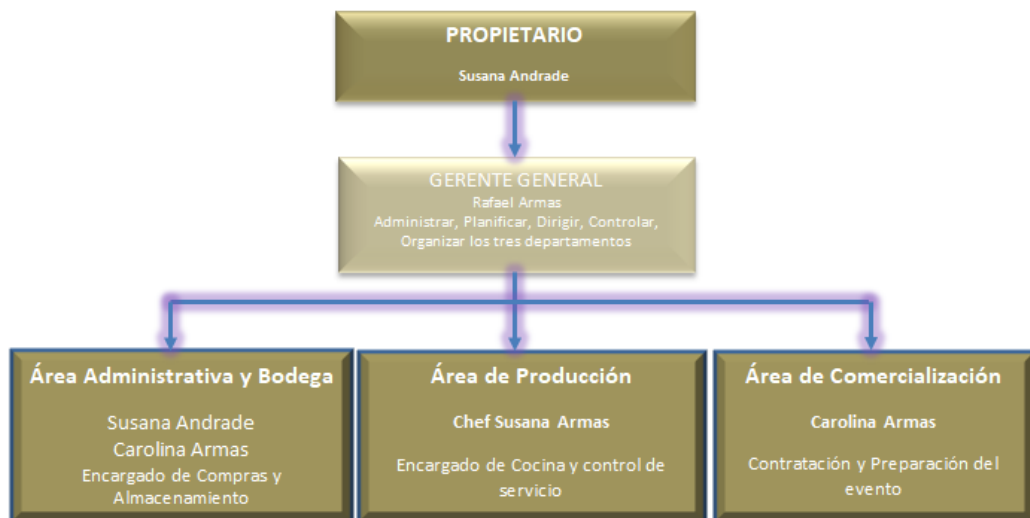 PROPIETARIO
Susana Andrade
GERENTE GENERAL
Rafael Armas
Administrar, Planificar, Dirigir, Controlar,
Organizar los tres departamentos
Área Administrativa y Bodega
Susana Andrade
Carolina Armas
Encargado de Compras y
Almacenamiento
Área de Producción
Chef Susana Armas
Encargado de Cocina y control de
servicio
Área de Comercialización
Carolina Armas
Contratación y Preparación del
evento